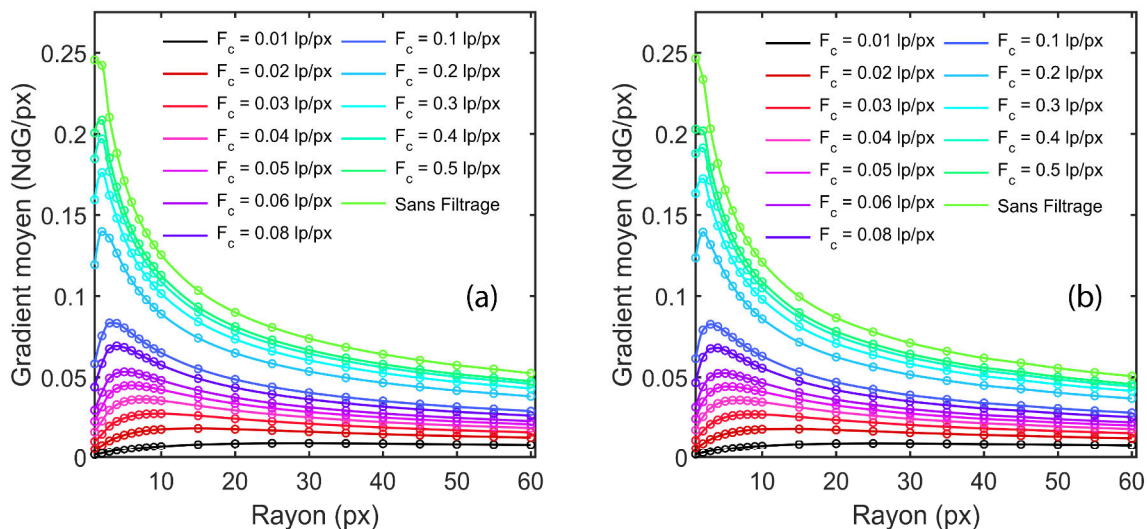 (a)
Gradient moyen (NdG/px)
0.25
0.2
0.15
0.1
0.05
0
F_c = 0.01 lp/px
F_c = 0.02 lp/px
F_c = 0.03 lp/px
F_c = 0.04 lp/px
F_c = 0.05 lp/px
F_c = 0.06 lp/px
F_c = 0.08 lp/px
F_c = 0.1 lp/px
F_c = 0.2 lp/px
F_c = 0.3 lp/px
F_c = 0.4 lp/px
F_c = 0.5 lp/px
Sans Filtrage
10 20 30 40 50 60
Rayon (px)
(b)
Gradient moyen (NdG/px)
0.25
0.2
0.15
0.1
0.05
0
F_c = 0.01 lp/px
F_c = 0.02 lp/px
F_c = 0.03 lp/px
F_c = 0.04 lp/px
F_c = 0.05 lp/px
F_c = 0.06 lp/px
F_c = 0.08 lp/px
F_c = 0.1 lp/px
F_c = 0.2 lp/px
F_c = 0.3 lp/px
F_c = 0.4 lp/px
F_c = 0.5 lp/px
Sans Filtrage
10 20 30 40 50 60
Rayon (px)